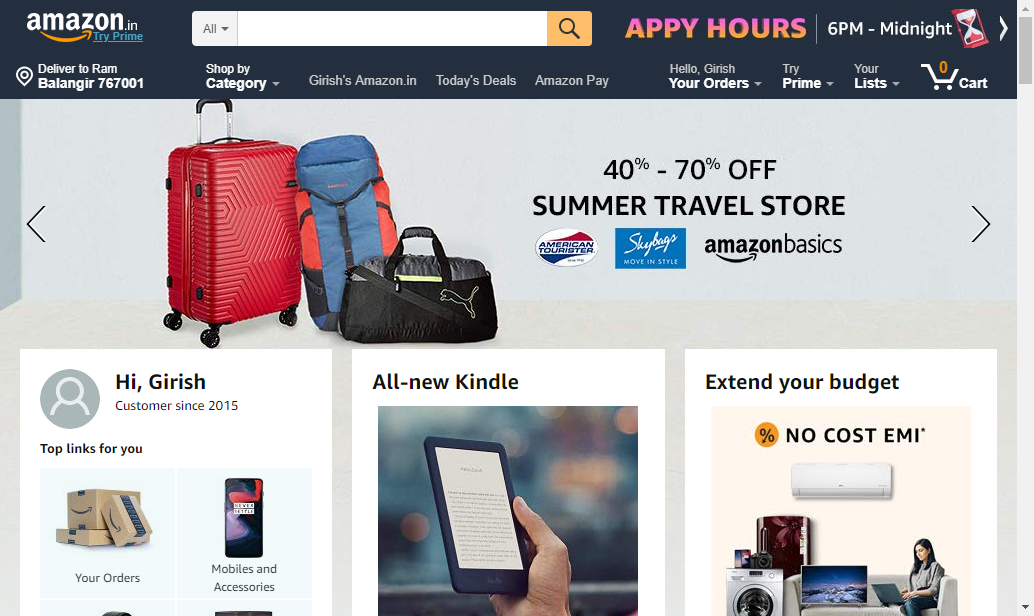 amazon.in
Try Prime
All
APPY HOURS
6PM - Midnight
Deliver to Ram
Balangir 767001
Shop by
Category
Girish's Amazon.in
Today's Deals
Amazon Pay
Hello, Girish
Your Orders
Try
Prime
Your
Lists
0
Cart
40% - 70% OFF
SUMMER TRAVEL STORE
AMERICAN
TOURISTER
Skybags
MOVE IN STYLE
amazonbasics
Hi, Girish
Customer since 2015
Top links for you
NEVER
SETTLE
Your Orders
Mobiles and
Accessories
All-new Kindle
kindle
Extend your budget
% NO COST EMI*